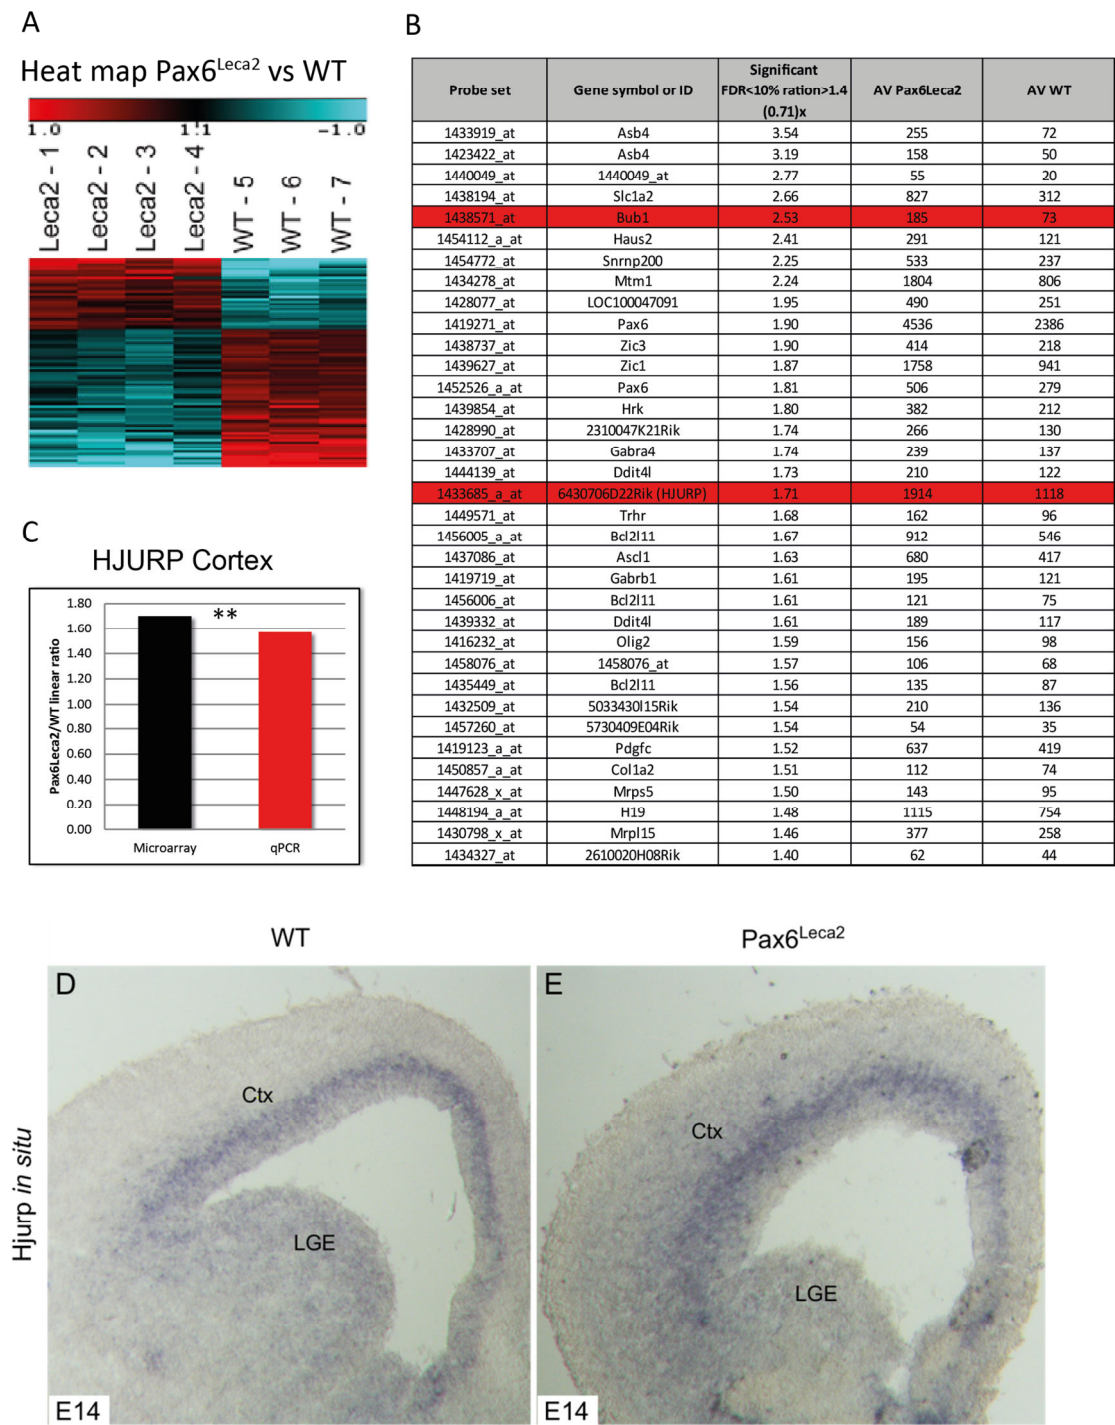 A
Heat map Pax6Leca2 vs WT
1.0 1:1 -1.0
Leca2 - 1
Leca2 - 2
Leca2 - 3
Leca2 - 4
WT - 5
WT - 6
WT - 7
B
Probe set Gene symbol or ID Significant FDR<10% ration>1.4 (0.71)x AV Pax6Leca2 AV WT
1433919_at Asb4 3.54 255 72
1423422_at Asb4 3.19 158 50
1440049_at 1440049_at 2.77 55 20
1438194_at Slc1a2 2.66 827 312
1438571_at Bub1 2.53 185 73
1454112_a_at Haus2 2.41 291 121
1454772_at Snrnp200 2.25 533 237
1434278_at Mtm1 2.24 1804 806
1428077_at LOC100047091 1.95 490 251
1419271_at Pax6 1.90 4536 2386
1438737_at Zic3 1.90 414 218
1439627_at Zic1 1.87 1758 941
1452526_a_at Pax6 1.81 506 279
1439854_at Hrk 1.80 382 212
1428990_at 2310047K21Rik 1.74 266 130
1433707_at Gabra4 1.74 239 137
1444139_at Ddit4l 1.73 210 122
1433685_a_at 6430706D22Rik (HJURP) 1.71 1914 1118
1449571_at Trhr 1.68 162 96
1456005_a_at Bcl2l11 1.67 912 546
1437086_at Ascl1 1.63 680 417
1419719_at Gabrb1 1.61 195 121
1456006_at Bcl2l11 1.61 121 75
1439332_at Ddit4l 1.61 189 117
1416232_at Olig2 1.59 156 98
1458076_at 1458076_at 1.57 106 68
1435449_at Bcl2l11 1.56 135 87
1432509_at 5033430I15Rik 1.54 210 136
1457260_at 5730409E04Rik 1.54 54 35
1419123_a_at Pdgfc 1.52 637 419
1450857_a_at Col1a2 1.51 112 74
1447628_x_at Mrps5 1.50 143 95
1448194_a_at H19 1.48 1115 754
1430798_x_at Mrpl15 1.46 377 258
1434327_at 2610020H08Rik 1.40 62 44
C
HJURP Cortex
Pax6Leca2/WT linear ratio
1.80
1.60
1.40
1.20
1.00
0.80
0.60
0.40
0.20
0.00
**
Microarray qPCR
WT Pax6Leca2
Hjurp in situ
D
Ctx
LGE
E14
E
Ctx
LGE
E14